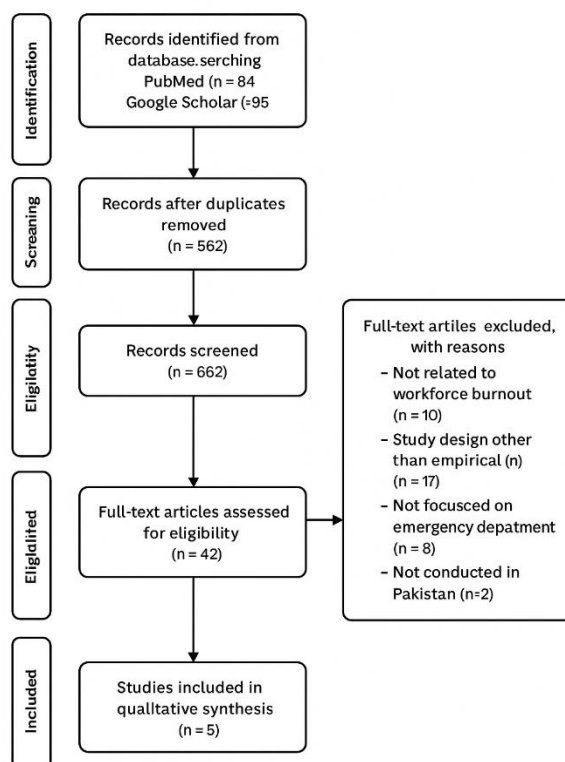 Identification
Records identified from
database.serching
PubMed (n = 84
Google Scholar (=95
Screaning
Records after duplicates
removed
(n = 562)
Eligilotity
Records screened
(n = 662)
Full-text artiles excluded,
with reasons
– Not related to
workforce burnout
(n = 10)
– Study design other
than empirical (n)
(n = 17)
– Not focusced on
emergency depatment
(n = 8)
– Not conducted in
Pakistan (n=2)
Eliglalited
Full-text articles assessed
for eligibility
(n = 42)
Included
Studies included in
qualltative synthesis
(n = 5)